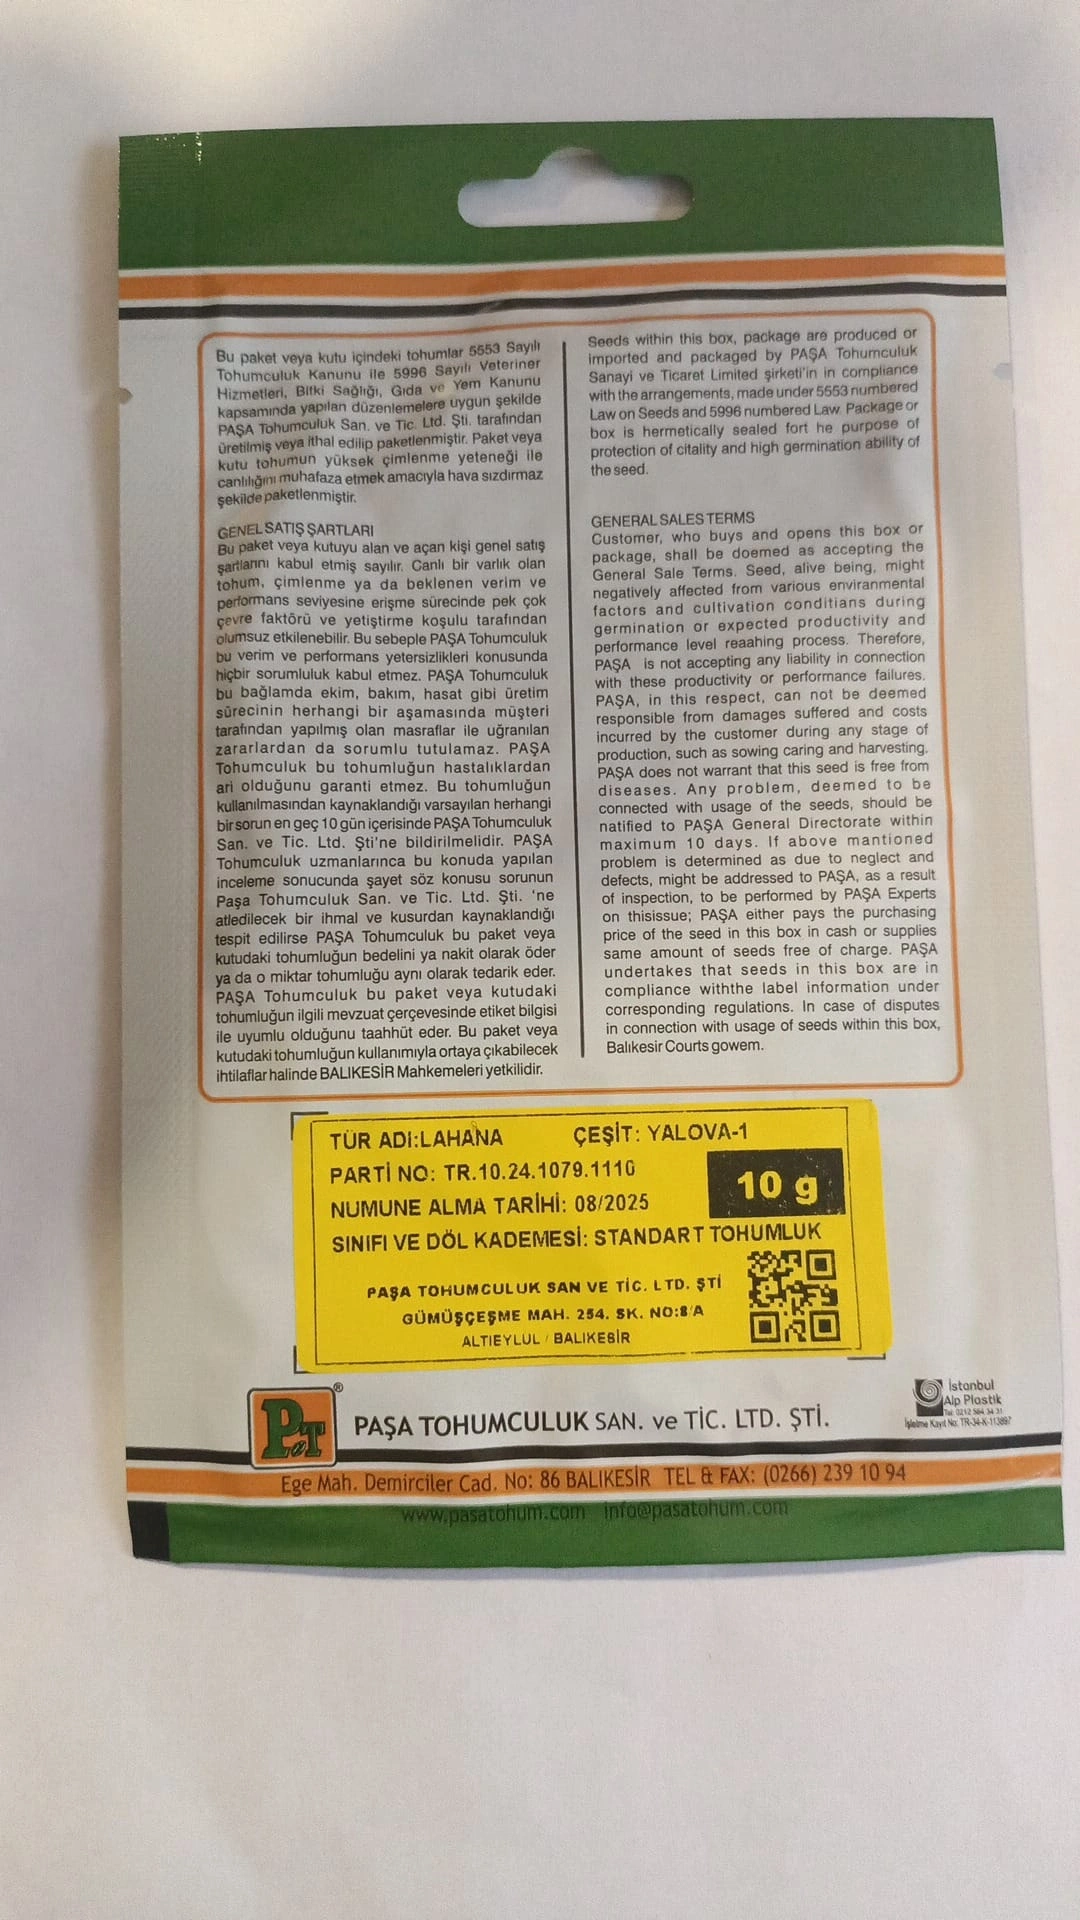 Bu paket veya kutu içindeki tohumlar 5553 Sayılı
Tohumculuk Kanunu ile 5996 Sayılı Veteriner
Hizmetleri, Bitki Sağlığı, Gıda ve Yem Kanunu
kapsamında yapılan düzenlemelere uygun şekilde
PAŞA Tohumculuk San. ve Tic. Ltd. Şti. tarafından
üretilmiş veya ithal edilip paketlenmiştir. Paket veya
kutu tohumun yüksek çimlenme yeteneği ile
canlılığını muhafaza etmek amacıyla hava sızdırmaz
şekilde paketlenmiştir.
GENEL SATIŞ ŞARTLARI
Bu paket veya kutuyu alan ve açan kişi genel satış
şartlarını kabul etmiş sayılır. Canlı bir varlık olan
tohum, çimlenme ya da beklenen verim ve
performans seviyesine erişme sürecinde pek çok
çevre faktörü ve yetiştirme koşulu tarafından
olumsuz etkilenebilir. Bu sebeple PAŞA Tohumculuk
bu verim ve performans yetersizlikleri konusunda
hiçbir sorumluluk kabul etmez. PAŞA Tohumculuk
bu bağlamda ekim, bakım, hasat gibi üretim
sürecinin herhangi bir aşamasında müşteri
tarafından yapılmış olan masraflar ile uğranılan
zararlardan da sorumlu tutulamaz. PAŞA
Tohumculuk bu tohumluğun hastalıklardan
ari olduğunu garanti etmez. Bu tohumluğun
kullanılmasından kaynaklandığı varsayılan herhangi
bir sorun en geç 10 gün içerisinde PAŞA Tohumculuk
San. ve Tic. Ltd. Şti'ne bildirilmelidir. PAŞA
Tohumculuk uzmanlarınca bu konuda yapılan
inceleme sonucunda şayet söz konusu sorunun
Paşa Tohumculuk San. ve Tic. Ltd. Şti. 'ne
atledilecek bir ihmal ve kusurdan kaynaklandığı
tespit edilirse PAŞA Tohumculuk bu paket veya
kutudaki tohumluğun bedelini ya nakit olarak öder
ya da o miktar tohumluğu aynı olarak tedarik eder.
PAŞA Tohumculuk bu paket veya kutudaki
tohumluğun ilgili mevzuat çerçevesinde etiket bilgisi
ile uyumlu olduğunu taahhüt eder. Bu paket veya
kutudaki tohumluğun kullanımıyla ortaya çıkabilecek
ihtilaflar halinde BALIKESİR Mahkemeleri yetkilidir.
Seeds within this box, package are produced or
imported and packaged by PAŞA Tohumculuk
Sanayi ve Ticaret Limited şirketi'in in compliance
with the arrangements, made under 5553 numbered
Law on Seeds and 5996 numbered Law. Package or
box is hermetically sealed fort he purpose of
protection of citality and high germination ability of
the seed.
GENERAL SALES TERMS
Customer, who buys and opens this box or
package, shall be doemed as accepting the
General Sale Terms. Seed, alive being, might
negatively affected from various enviranmental
factors and cultivation conditians during
germination or expected productivity and
performance level reaahing process. Therefore,
PAŞA is not accepting any liability in connection
with these productivity or performance failures.
PAŞA, in this respect, can not be deemed
responsible from damages suffered and costs
incurred by the customer during any stage of
production, such as sowing caring and harvesting.
PAŞA does not warrant that this seed is free from
diseases. Any problem, deemed to be
connected with usage of the seeds, should be
natified to PAŞA General Directorate within
maximum 10 days. If above mantioned
problem is determined as due to neglect and
defects, might be addressed to PAŞA, as a result
of inspection, to be performed by PAŞA Experts
on thisissue; PAŞA either pays the purchasing
price of the seed in this box in cash or supplies
same amount of seeds free of charge. PAŞA
undertakes that seeds in this box are in
compliance withthe label information under
corresponding regulations. In case of disputes
in connection with usage of seeds within this box,
Balıkesir Courts gowem.
TÜR ADI:LAHANA ÇEŞİT: YALOVA-1
PARTİ NO: TR.10.24.1079.1110
10 g
NUMUNE ALMA TARİHİ: 08/2025
SINIFI VE DÖL KADEMESİ: STANDART TOHUMLUK
PAŞA TOHUMCULUK SAN VE TİC. LTD. ŞTİ
GÜMÜŞÇEŞME MAH. 254. SK. NO:8/A
ALTIEYLUL / BALIKESİR
PT ®
PAŞA TOHUMCULUK SAN. ve TİC. LTD. ŞTİ.
İstanbul
Alp Plastik
Tel: 0212 564 34 31
İşletme Kayıt No: TR-34-K-113897
Ege Mah. Demirciler Cad. No: 86 BALIKESİR TEL & FAX: (0266) 239 10 94
www.pasatohum.com info@pasatohum.com